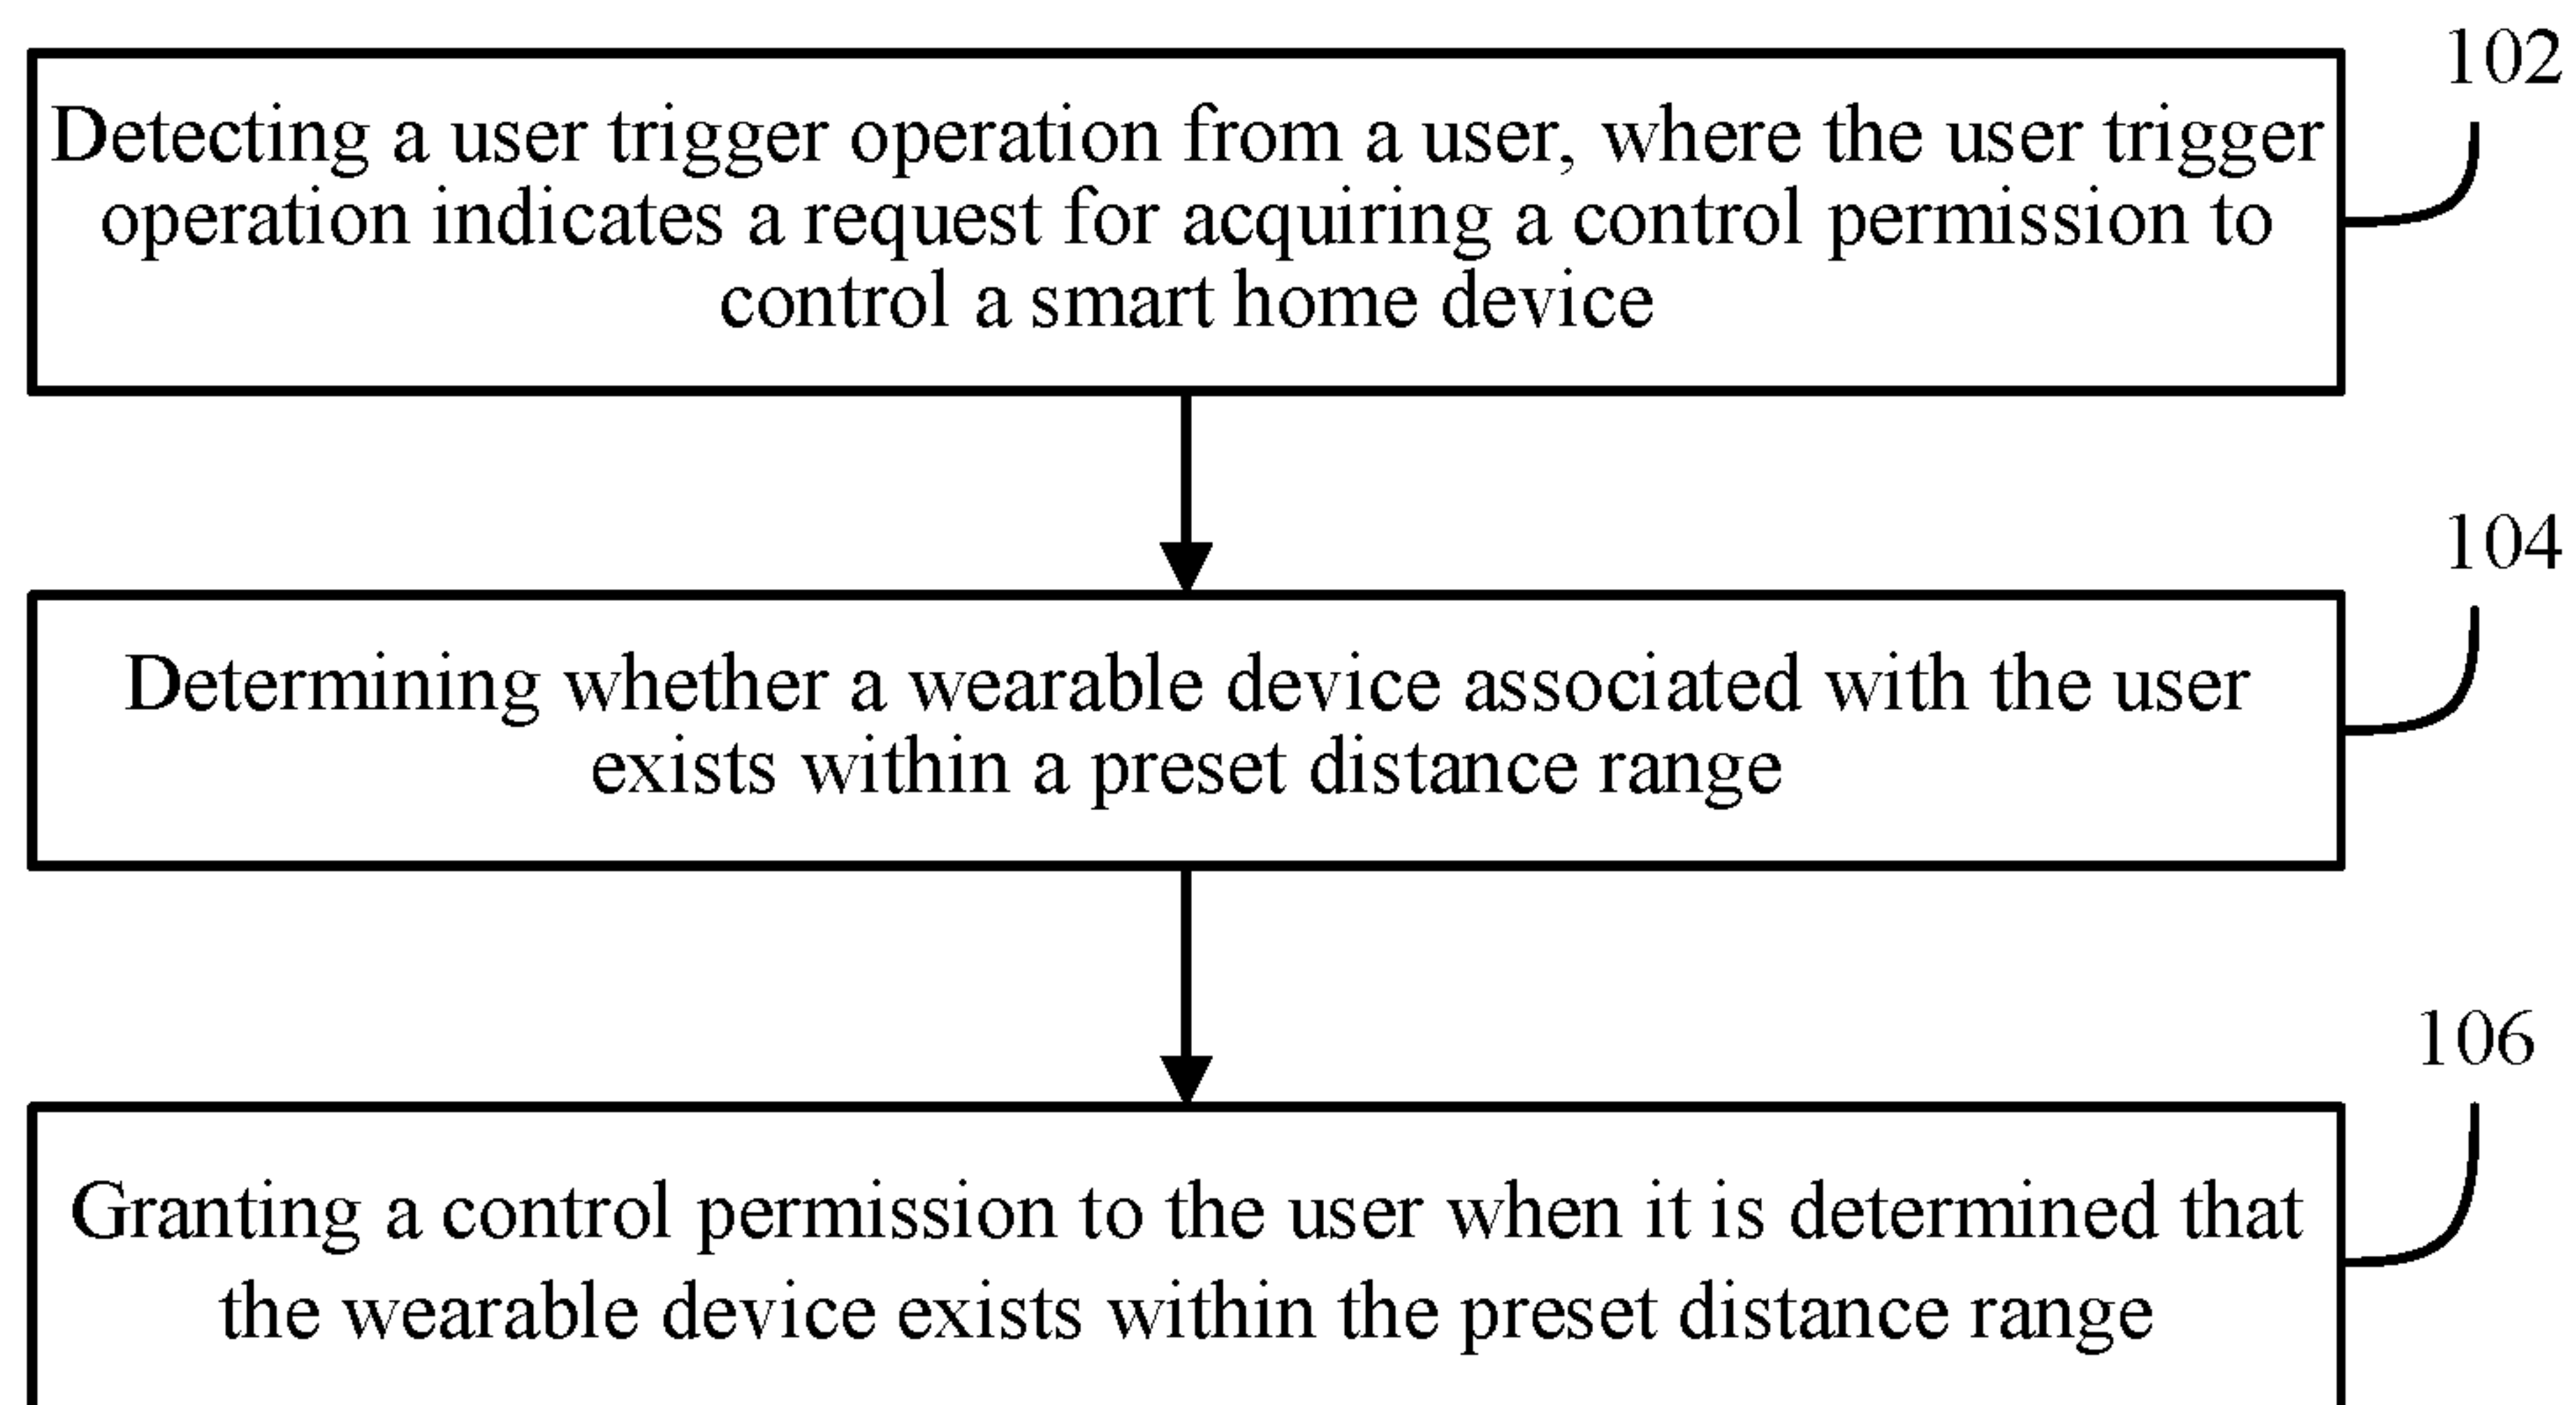 102
Detecting a user trigger operation from a user, where the user trigger
operation indicates a request for acquiring a control permission to
control a smart home device
104
Determining whether a wearable device associated with the user
exists within a preset distance range
106
Granting a control permission to the user when it is determined that
the wearable device exists within the preset distance range